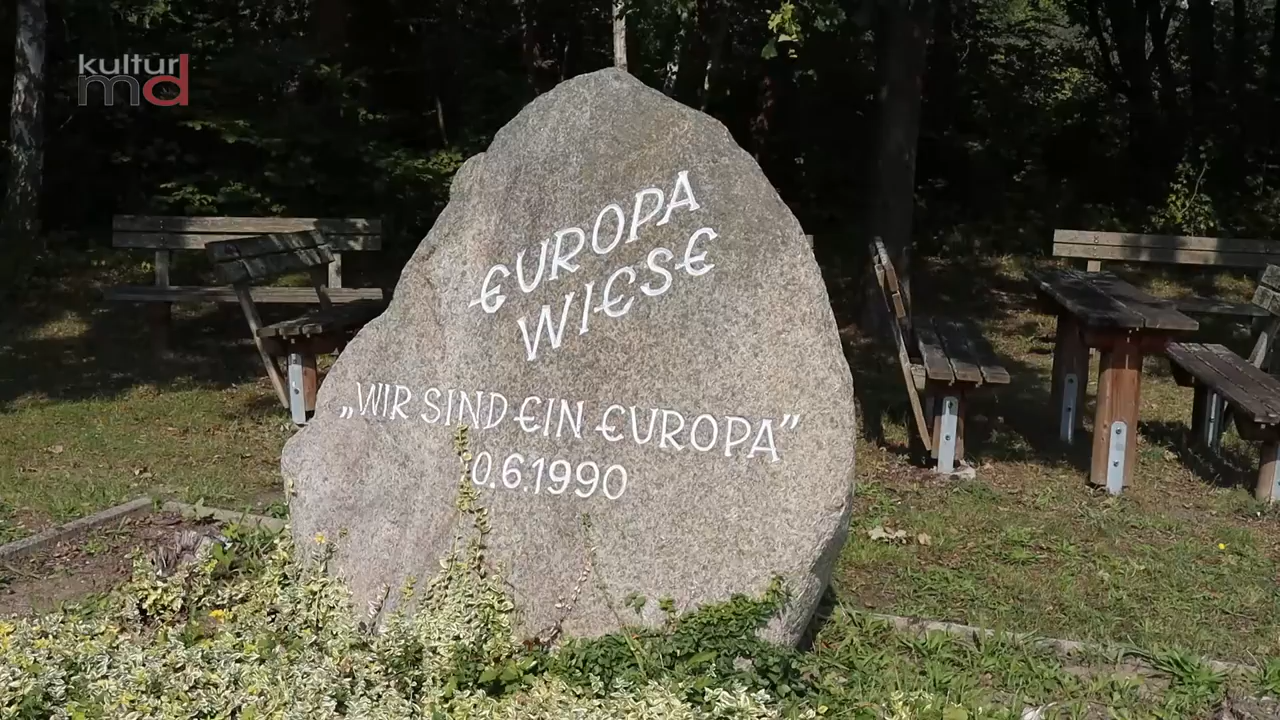 kultur
md
EUROPA
WIESE
„WIR SIND EIN EUROPA”
0.6.1990